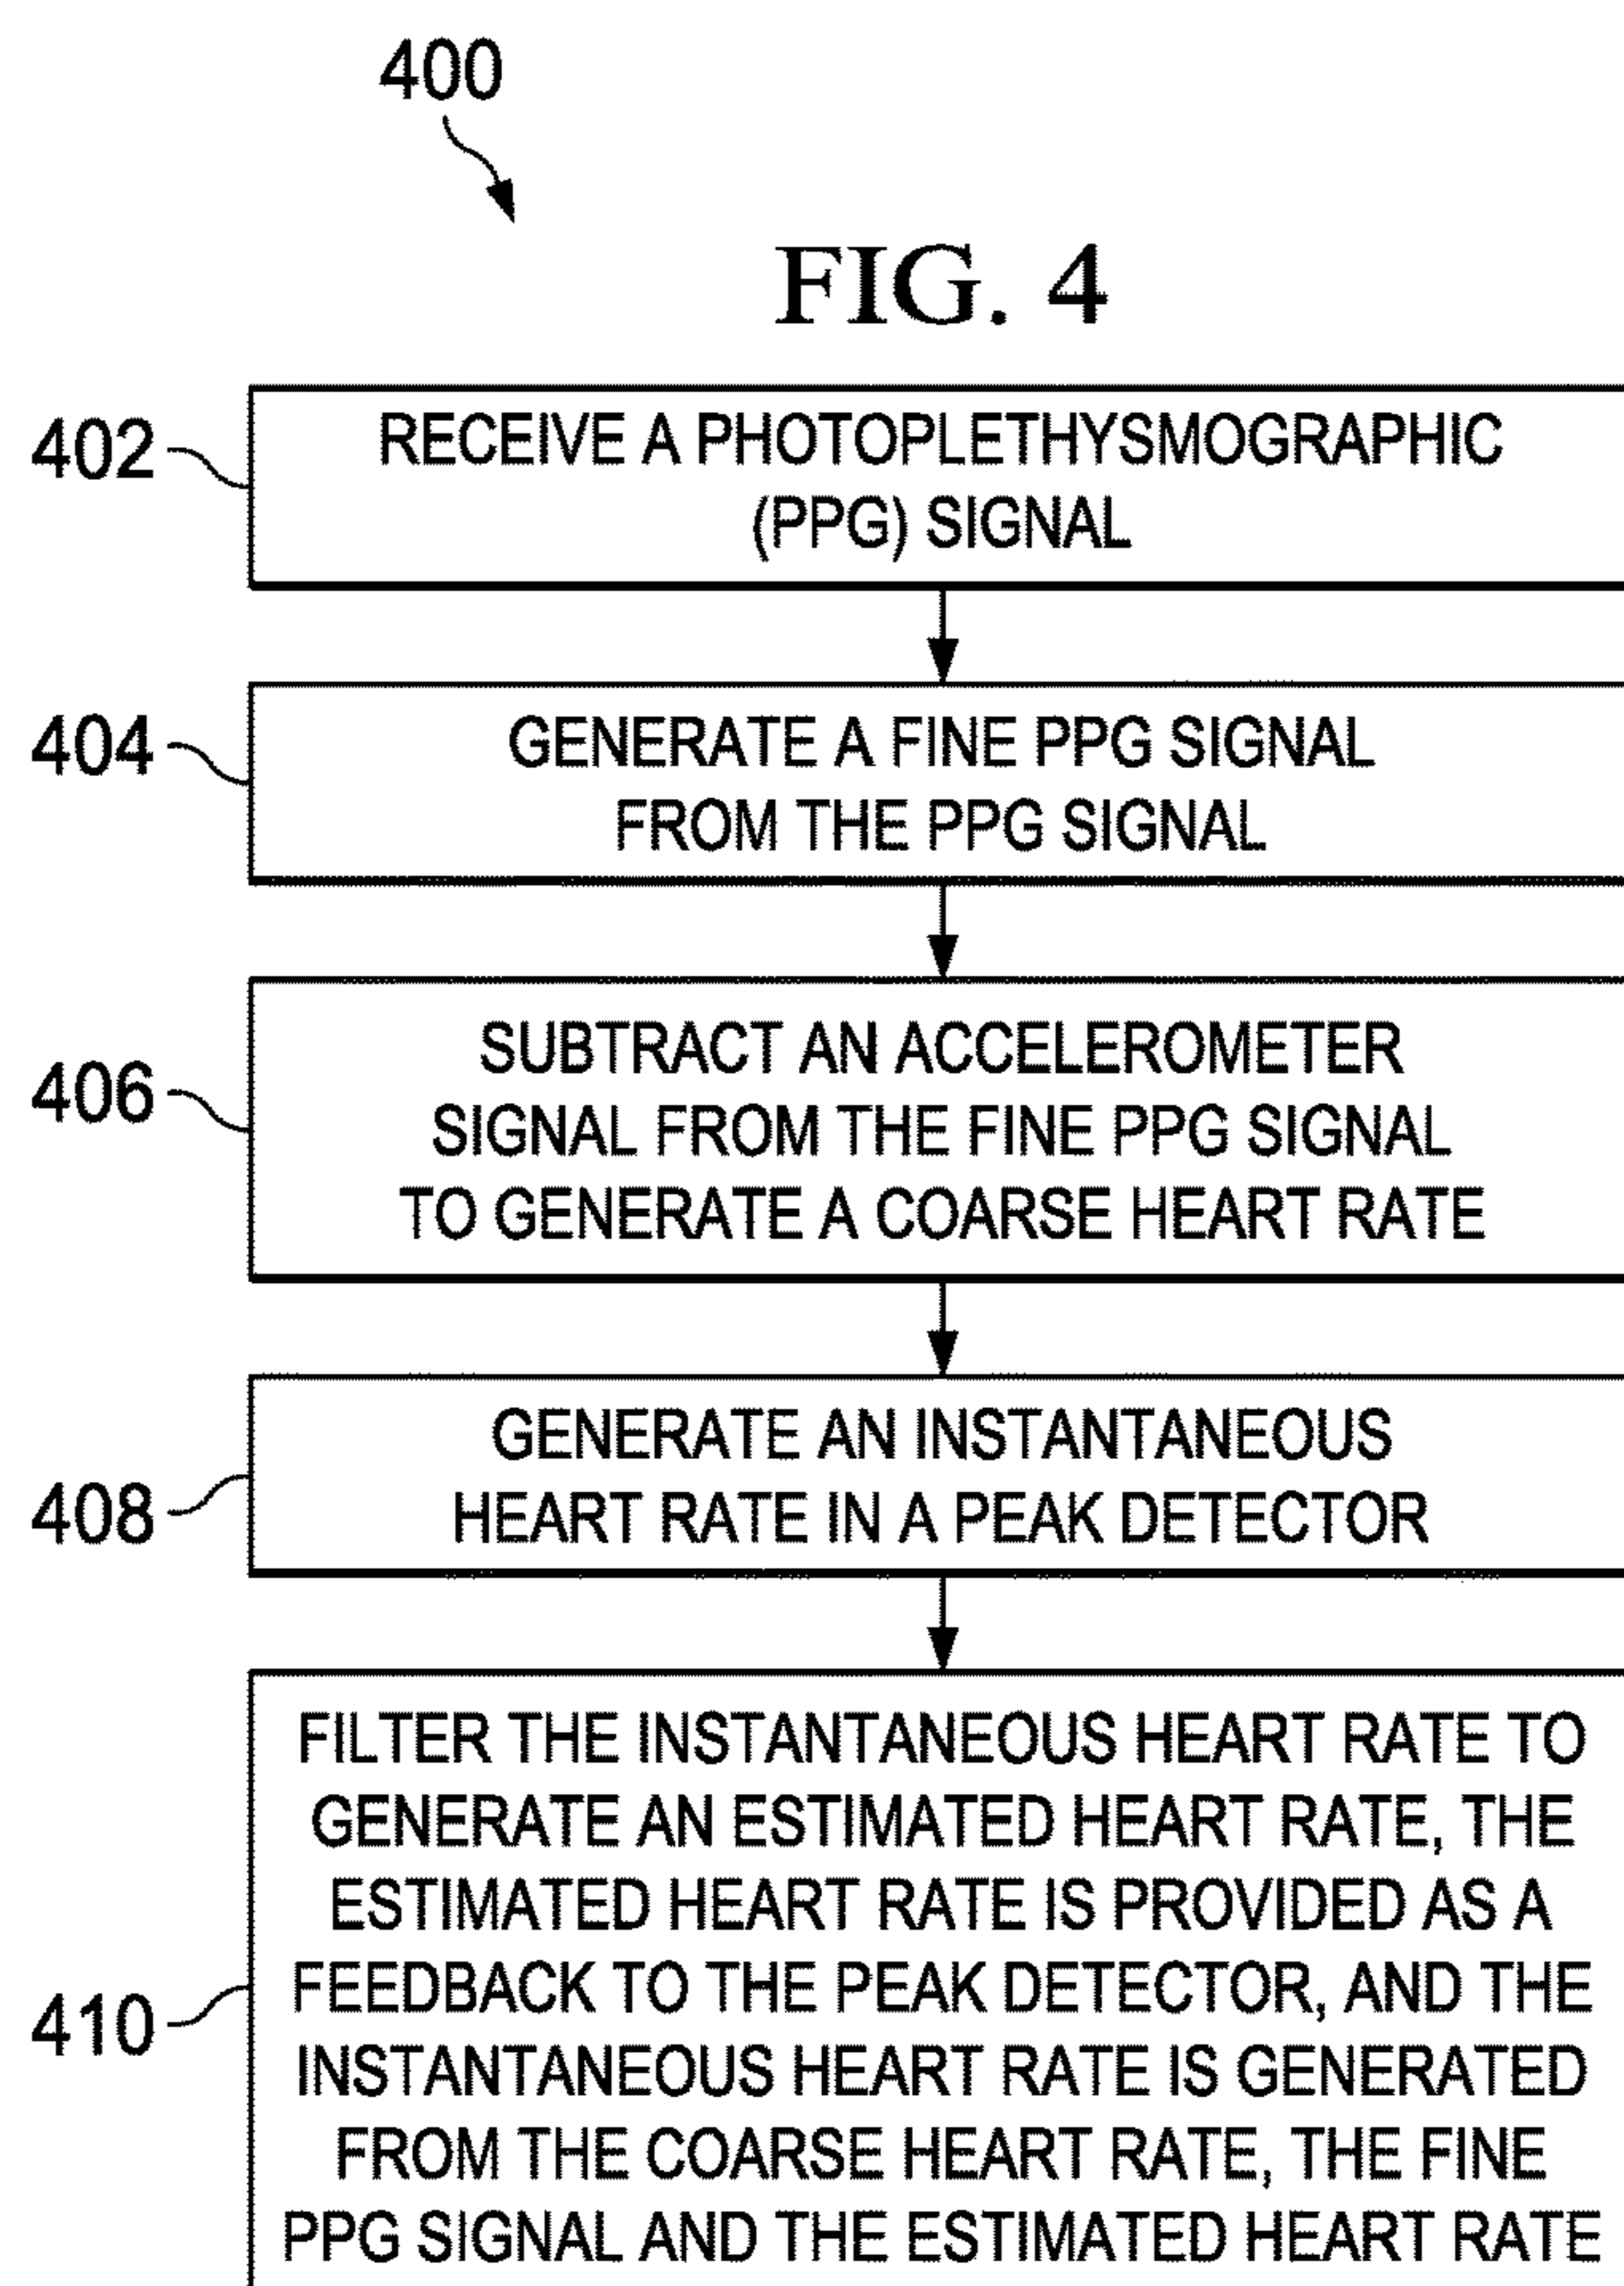 400
FIG. 4
402
RECEIVE A PHOTOPLETHYSMOGRAPHIC
(PPG) SIGNAL
404
GENERATE A FINE PPG SIGNAL
FROM THE PPG SIGNAL
406
SUBTRACT AN ACCELEROMETER
SIGNAL FROM THE FINE PPG SIGNAL
TO GENERATE A COARSE HEART RATE
408
GENERATE AN INSTANTANEOUS
HEART RATE IN A PEAK DETECTOR
410
FILTER THE INSTANTANEOUS HEART RATE TO
GENERATE AN ESTIMATED HEART RATE, THE
ESTIMATED HEART RATE IS PROVIDED AS A
FEEDBACK TO THE PEAK DETECTOR, AND THE
INSTANTANEOUS HEART RATE IS GENERATED
FROM THE COARSE HEART RATE, THE FINE
PPG SIGNAL AND THE ESTIMATED HEART RATE